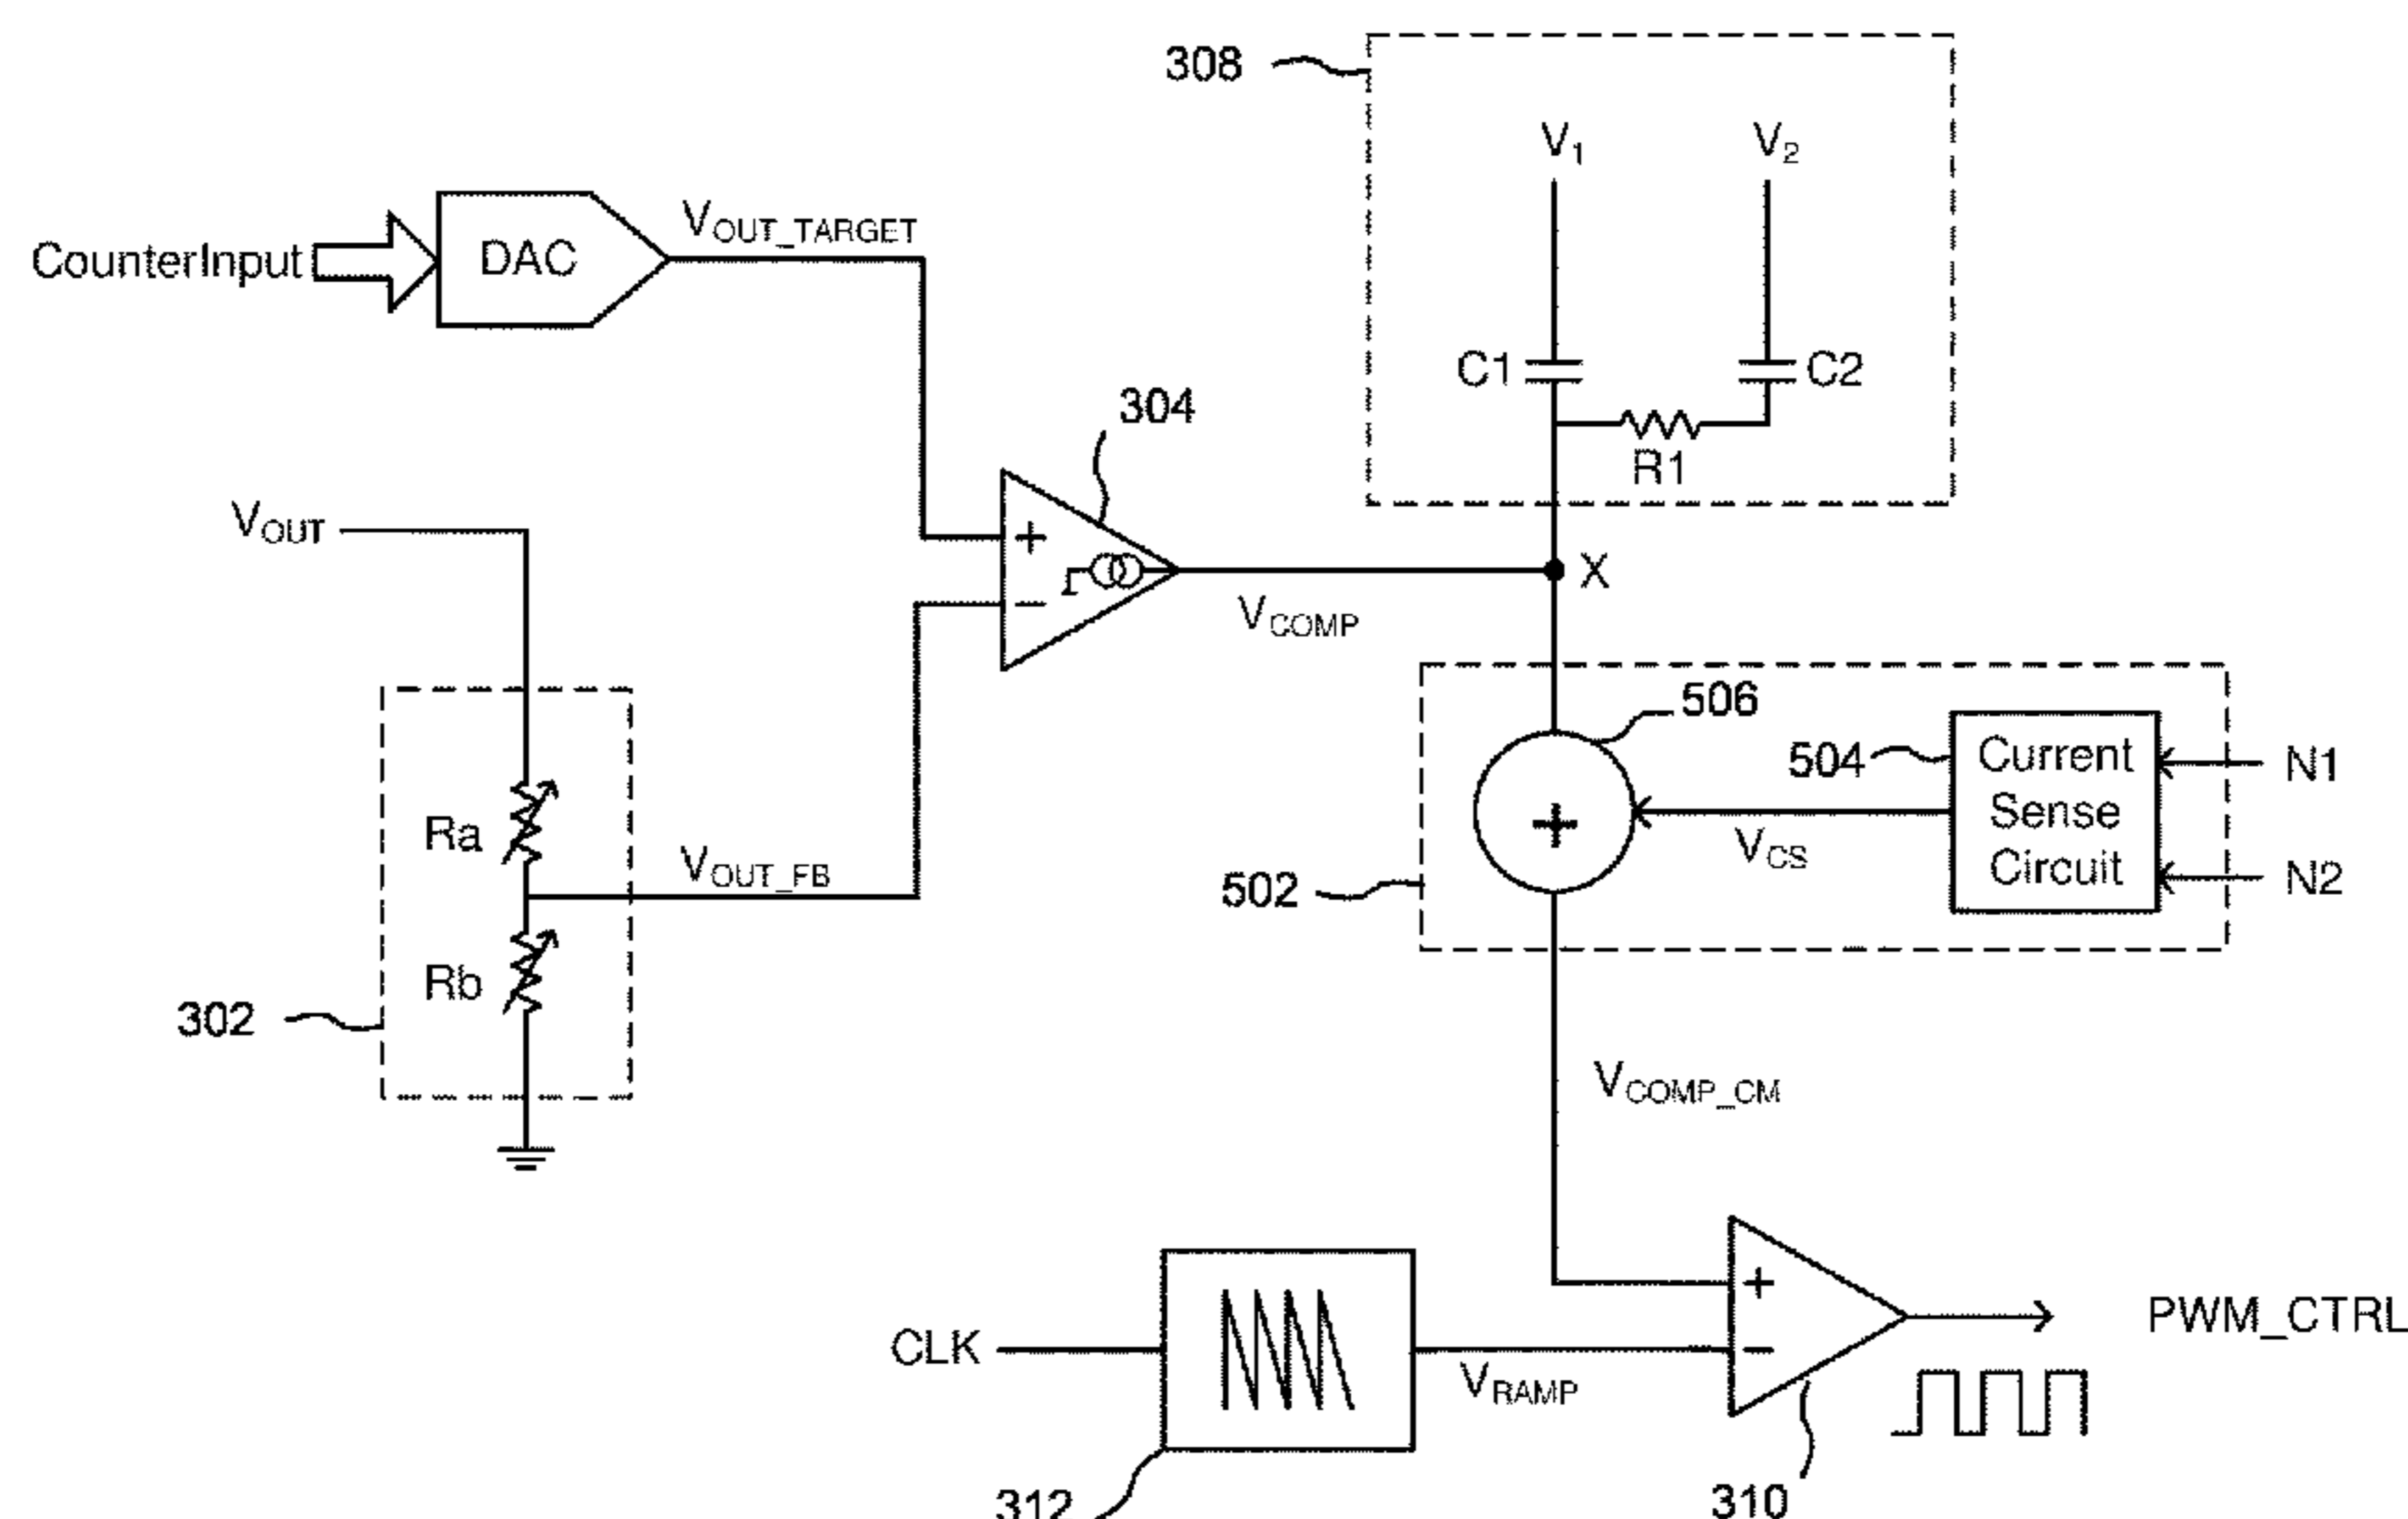 308
V1
V2
CounterInput
DAC
VOUT_TARGET
C1
C2
R1
304
+
−
VOUT
X
VCOMP
506
+
504
Current
Sense
Circuit
N1
N2
VCS
502
Ra
VOUT_FB
Rb
302
VCOMP_CM
CLK
VRAMP
+
−
PWM_CTRL
312
310